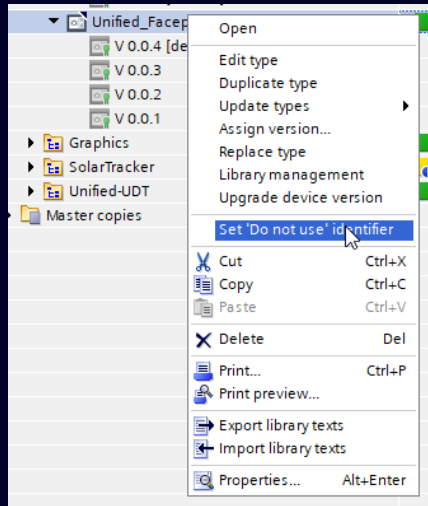 Unified_Facep
V 0.0.4 [de
V 0.0.3
V 0.0.2
V 0.0.1
Graphics
SolarTracker
Unified-UDT
Master copies
Open
Edit type
Duplicate type
Update types
Assign version...
Replace type
Library management
Upgrade device version
Set 'Do not use' identifier
Cut Ctrl+X
Copy Ctrl+C
Paste Ctrl+V
Delete Del
Print... Ctrl+P
Print preview...
Export library texts
Import library texts
Properties... Alt+Enter